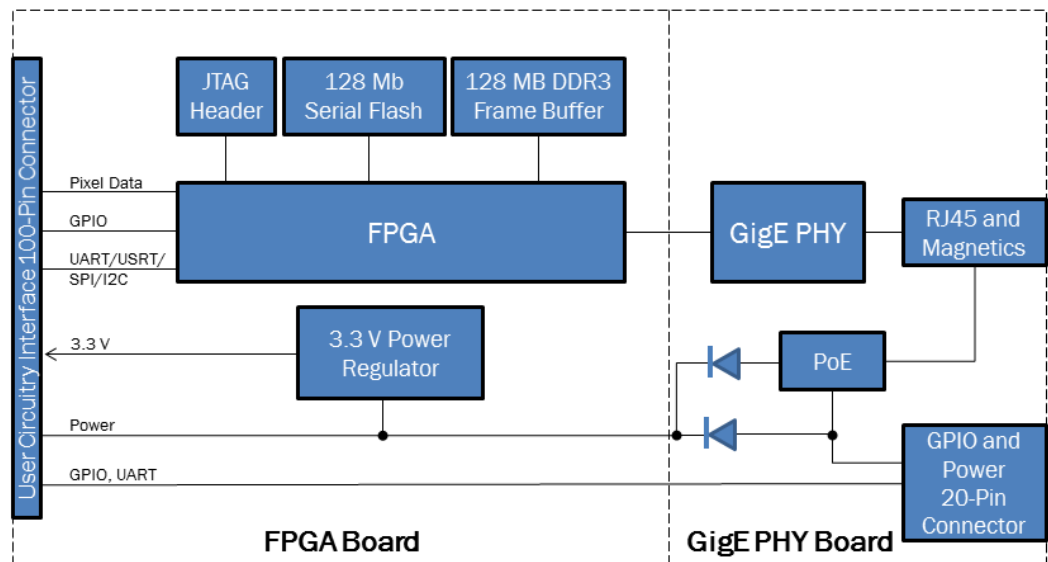 User Circuitry Interface 100-Pin Connector
JTAG
Header
128 Mb
Serial Flash
128 MB DDR3
Frame Buffer
Pixel Data
GPIO
UART/USRT/
SPI/I2C
FPGA
GigE PHY
RJ45 and
Magnetics
3.3 V
3.3 V Power
Regulator
PoE
Power
GPIO, UART
GPIO and
Power
20-Pin
Connector
FPGA Board
GigE PHY Board